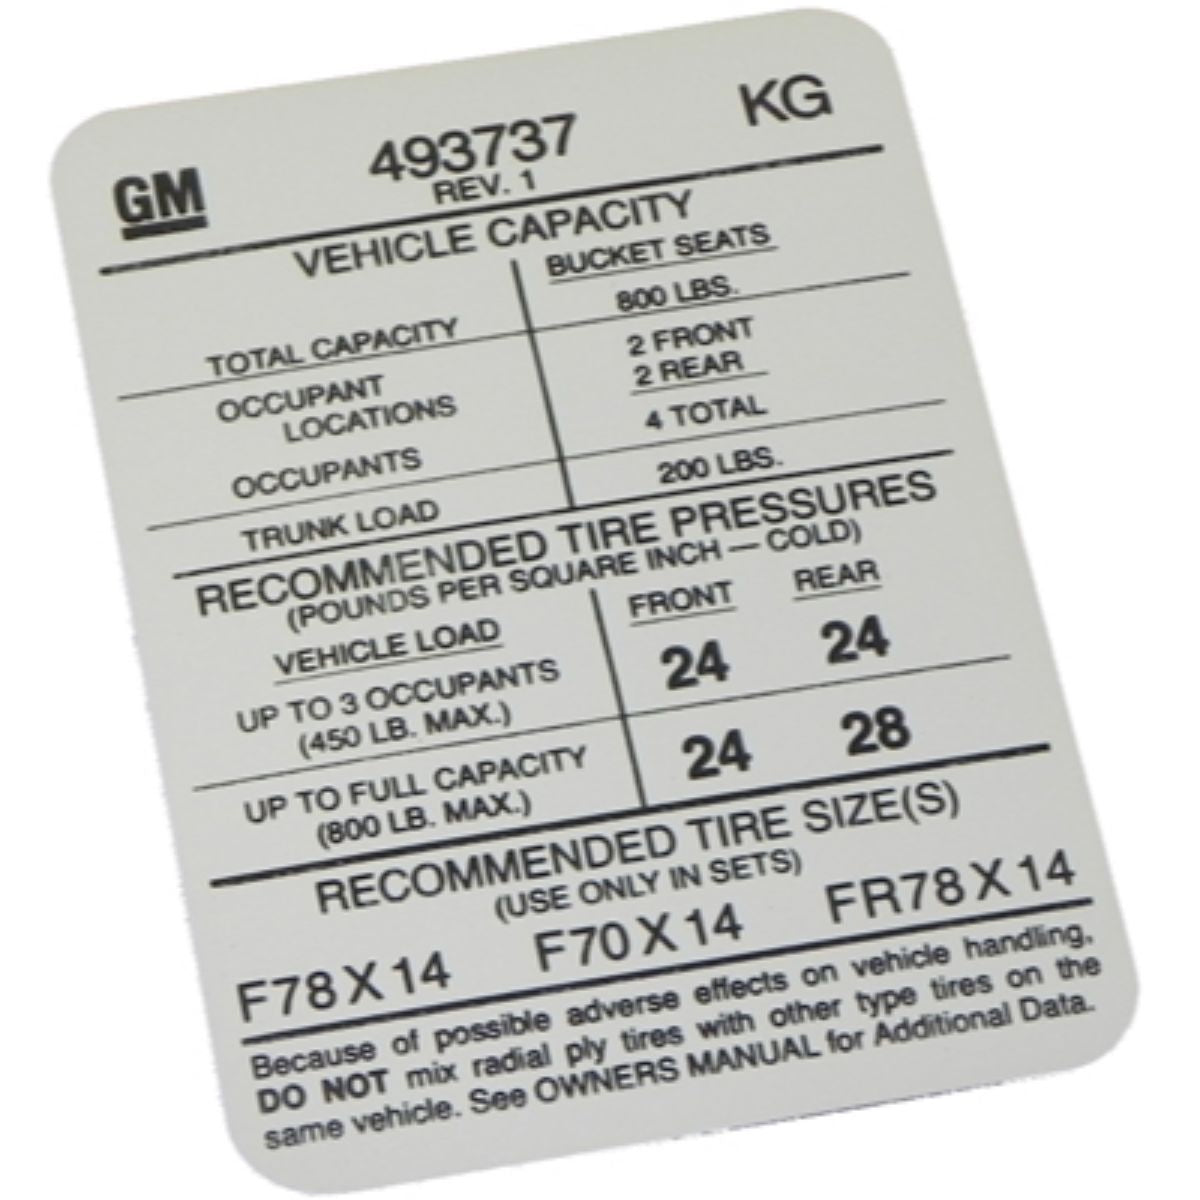 GM 493737 KG
REV. 1
VEHICLE CAPACITY
BUCKET SEATS
TOTAL CAPACITY 800 LBS.
OCCUPANT 2 FRONT
LOCATIONS 2 REAR
OCCUPANTS 4 TOTAL
TRUNK LOAD 200 LBS.
RECOMMENDED TIRE PRESSURES
(POUNDS PER SQUARE INCH — COLD)
VEHICLE LOAD FRONT REAR
UP TO 3 OCCUPANTS 24 24
(450 LB. MAX.)
UP TO FULL CAPACITY 24 28
(800 LB. MAX.)
RECOMMENDED TIRE SIZE(S)
(USE ONLY IN SETS)
F78 X 14 F70 X 14 FR78 X 14
Because of possible adverse effects on vehicle handling,
DO NOT mix radial ply tires with other type tires on the
same vehicle. See OWNERS MANUAL for Additional Data.